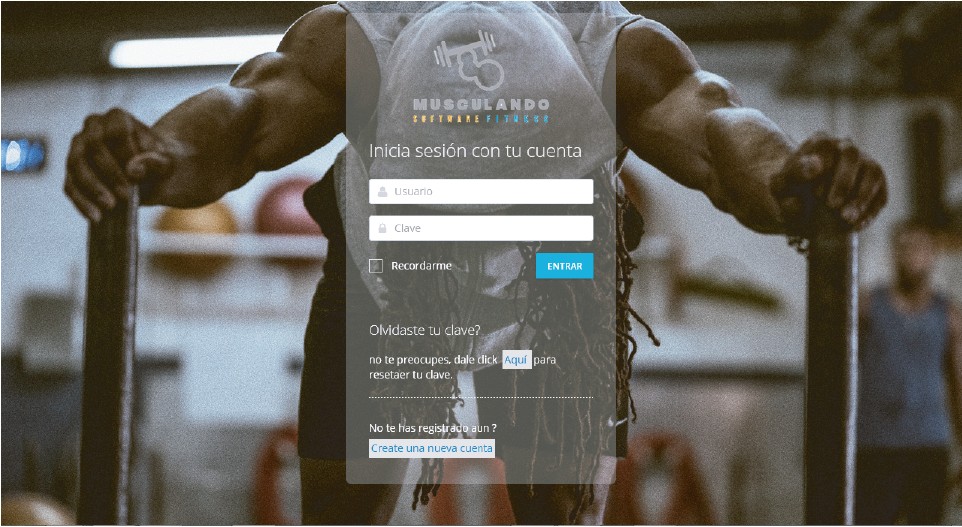 MUSCULANDO
SOFTWARE FITNESS
Inicia sesión con tu cuenta
Usuario
Clave
Recordarme
ENTRAR
Olvidaste tu clave?
no te preocupes, dale click Aquí para
resetaer tu clave.
No te has registrado aun ?
Create una nueva cuenta